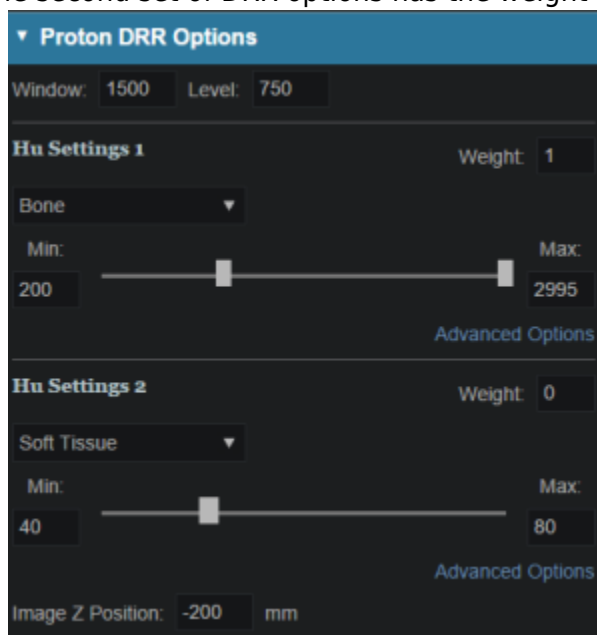 ▼ Proton DRR Options
Window: 1500 Level: 750
Hu Settings 1 Weight: 1
Bone
Min: Max:
200 2995
Advanced Options
Hu Settings 2 Weight: 0
Soft Tissue
Min: Max:
40 80
Advanced Options
Image Z Position: -200 mm